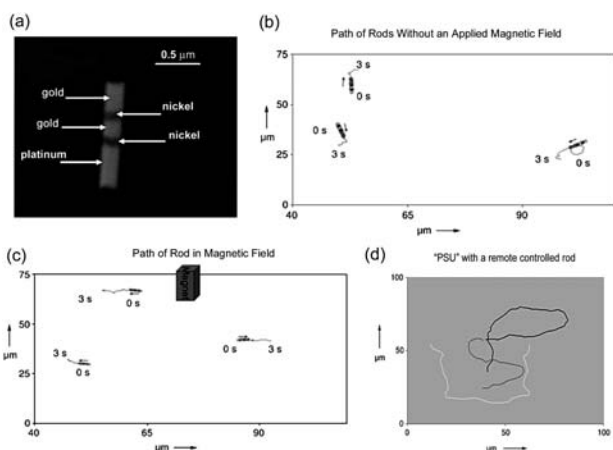 (a)
0.5 μm
gold
nickel
gold
nickel
platinum
(b)
Path of Rods Without an Applied Magnetic Field
75
50
μm
25
0
40
65
90
μm
3 s
0 s
0 s
3 s
3 s
0 s
(c)
Path of Rod in Magnetic Field
75
50
μm
25
0
40
65
90
μm
Magnet
3 s
0 s
3 s
0 s
0 s
3 s
(d)
"PSU" with a remote controlled rod
100
50
μm
0
0
50
100
μm